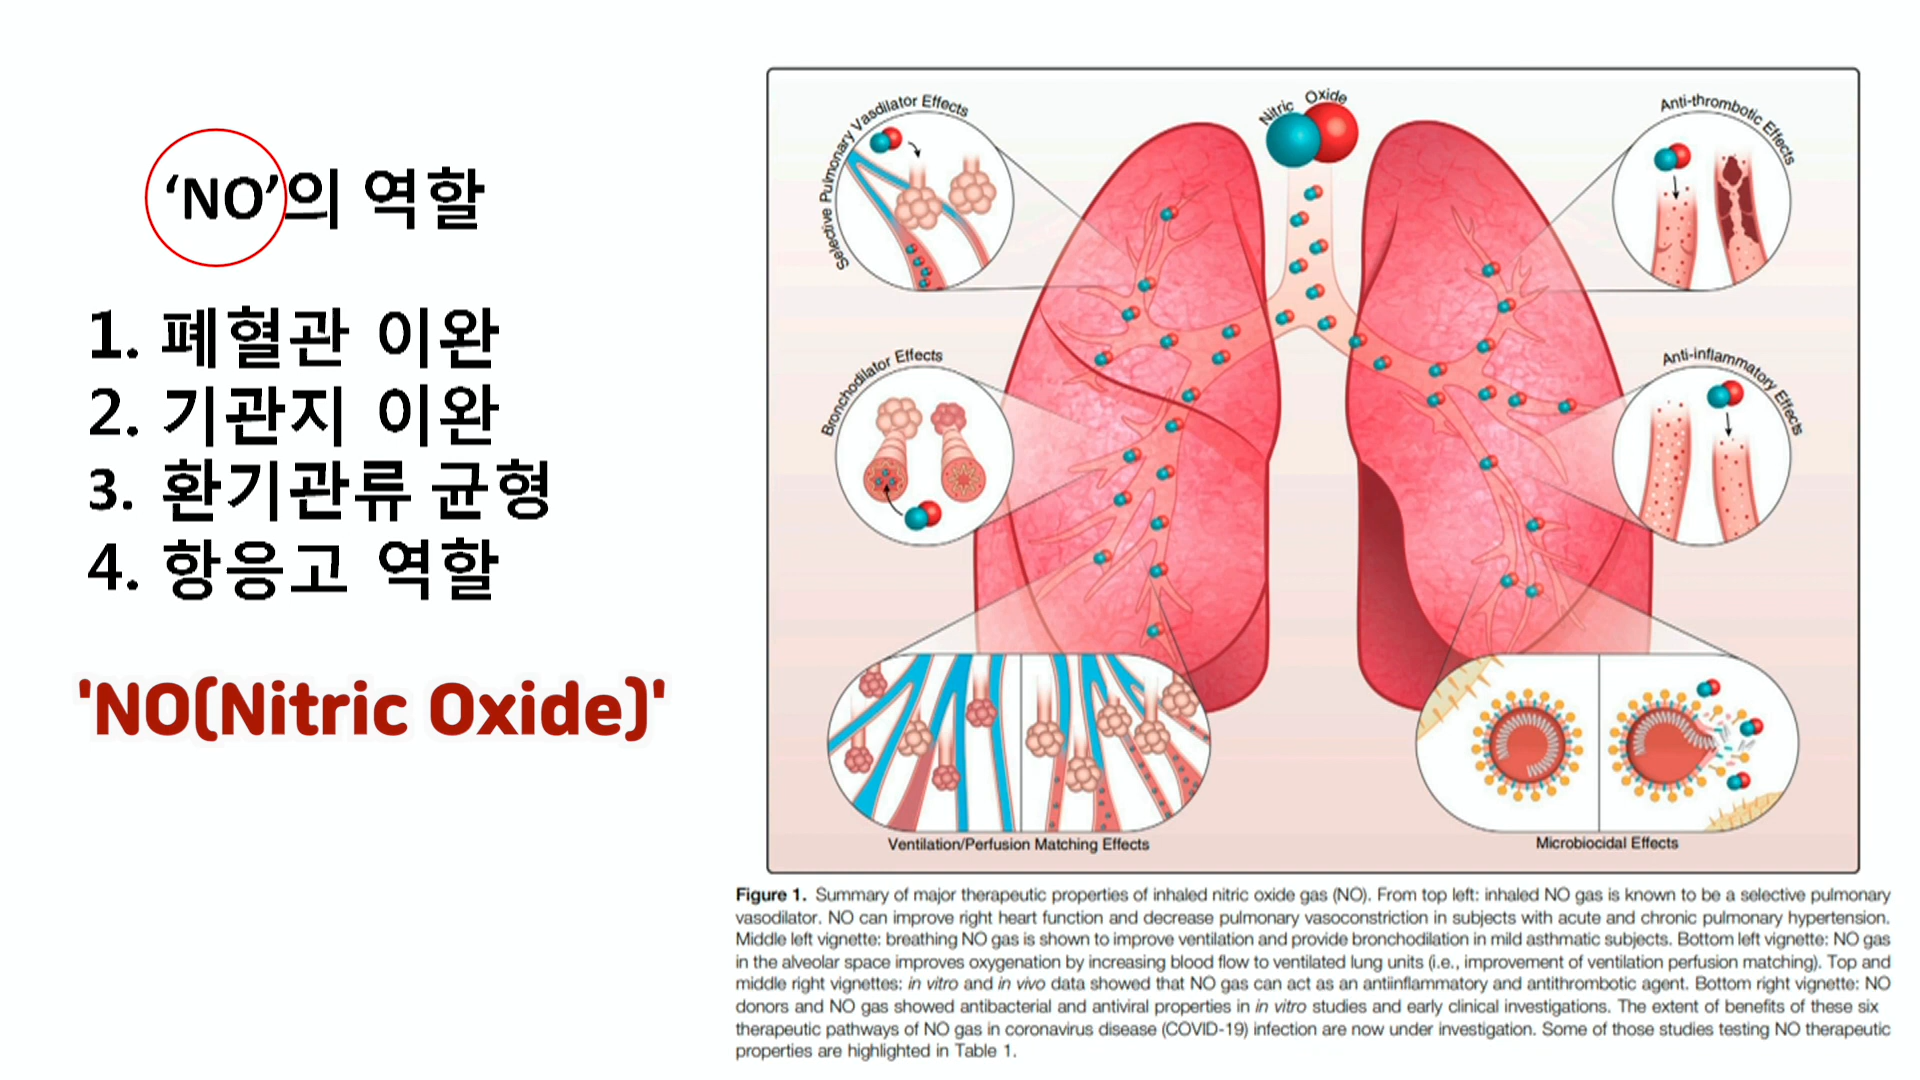 ‘NO’의 역할
1. 폐혈관 이완
2. 기관지 이완
3. 환기관류 균형
4. 항응고 역할
'NO(Nitric Oxide)'
Selective Pulmonary Vasdilator Effects
Nitric Oxide
Anti-thrombotic Effects
Bronchodilator Effects
Anti-inflammatory Effects
Ventilation/Perfusion Matching Effects
Microbiocidal Effects
Figure 1. Summary of major therapeutic properties of inhaled nitric oxide gas (NO). From top left: inhaled NO gas is known to be a selective pulmonary
vasodilator. NO can improve right heart function and decrease pulmonary vasoconstriction in subjects with acute and chronic pulmonary hypertension.
Middle left vignette: breathing NO gas is shown to improve ventilation and provide bronchodilation in mild asthmatic subjects. Bottom left vignette: NO gas
in the alveolar space improves oxygenation by increasing blood flow to ventilated lung units (i.e., improvement of ventilation perfusion matching). Top and
middle right vignettes: in vitro and in vivo data showed that NO gas can act as an antiinflammatory and antithrombotic agent. Bottom right vignette: NO
donors and NO gas showed antibacterial and antiviral properties in in vitro studies and early clinical investigations. The extent of benefits of these six
therapeutic pathways of NO gas in coronavirus disease (COVID-19) infection are now under investigation. Some of those studies testing NO therapeutic
properties are highlighted in Table 1.